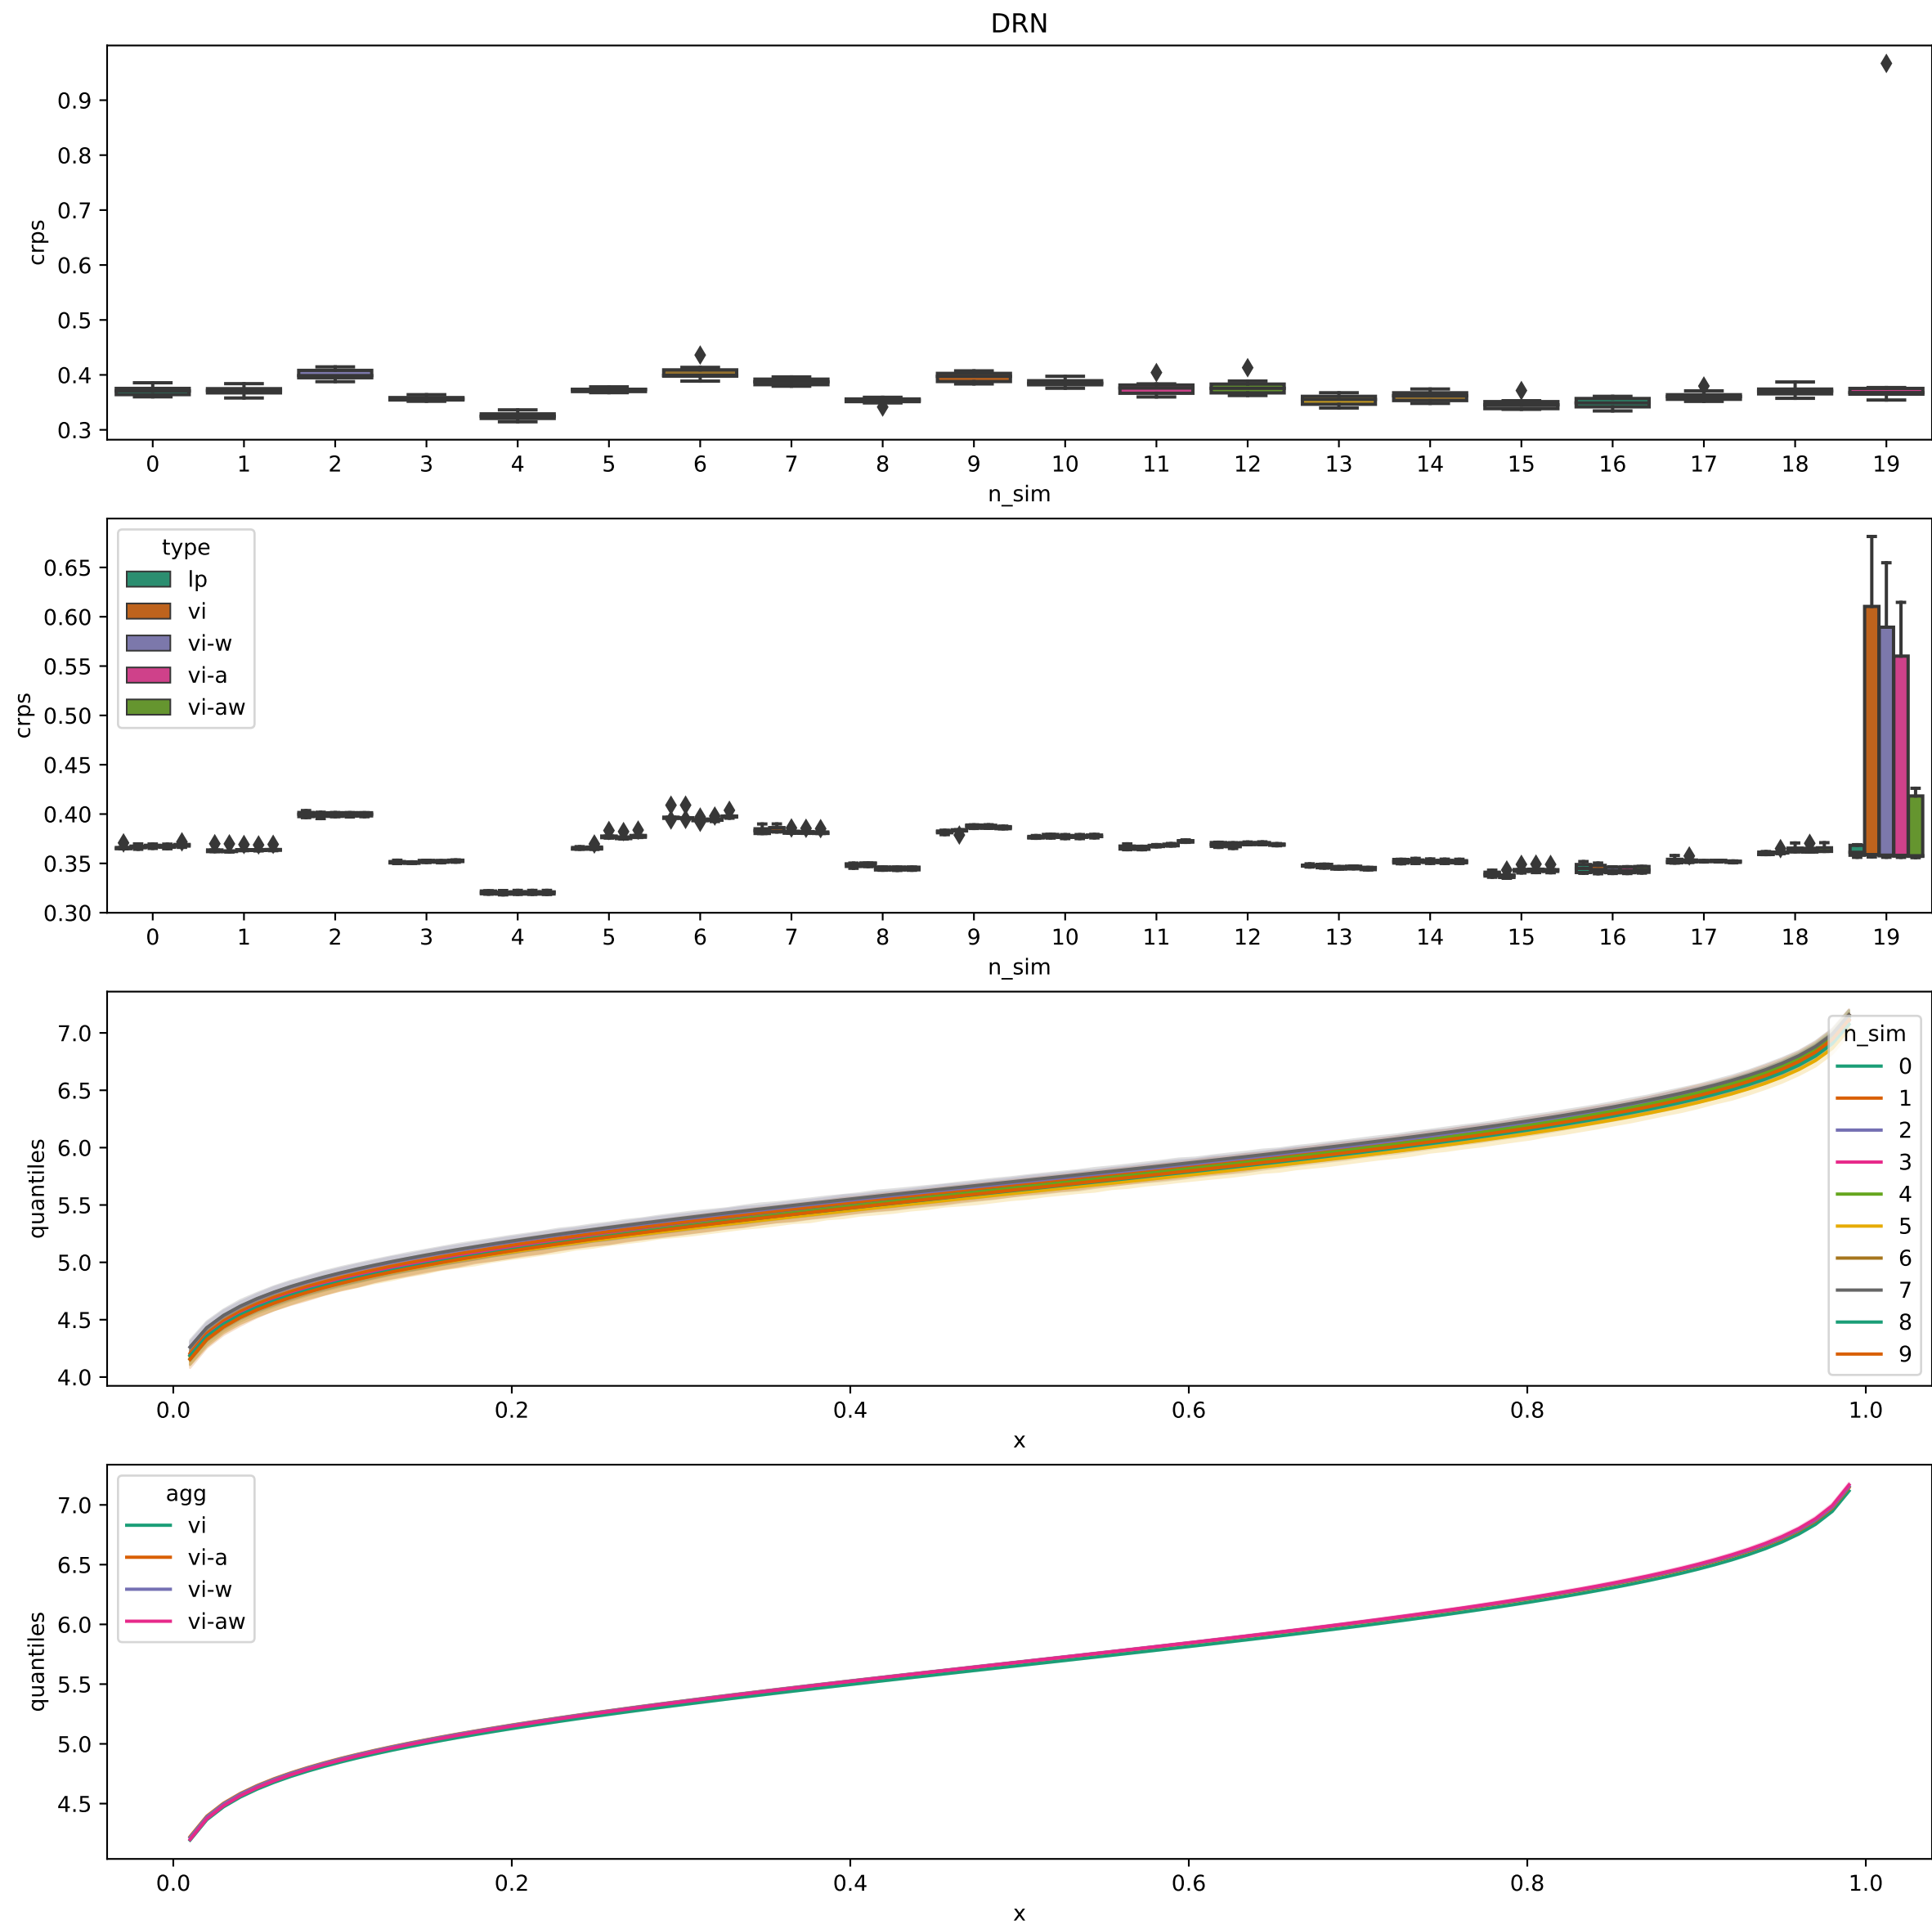 DRN
0.9
0.8
0.7
0.6
0.5
0.4
0.3
crps
0 1 2 3 4 5 6 7 8 9 10 11 12 13 14 15 16 17 18 19
n_sim
type
lp
vi
vi-w
vi-a
vi-aw
0.65
0.60
0.55
0.50
0.45
0.40
0.35
0.30
crps
0 1 2 3 4 5 6 7 8 9 10 11 12 13 14 15 16 17 18 19
n_sim
7.0
6.5
6.0
5.5
5.0
4.5
4.0
quantiles
n_sim
0
1
2
3
4
5
6
7
8
9
0.0 0.2 0.4 0.6 0.8 1.0
x
agg
vi
vi-a
vi-w
vi-aw
7.0
6.5
6.0
5.5
5.0
4.5
quantiles
0.0 0.2 0.4 0.6 0.8 1.0
x